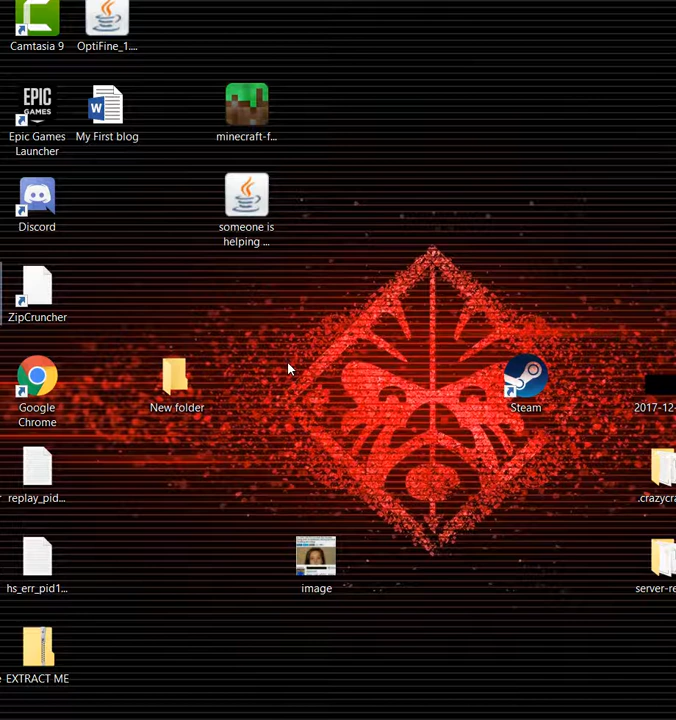 Camtasia 9
OptiFine_1....
EPIC
GAMES
Epic Games
Launcher
W
My First blog
minecraft-f...
Discord
someone is
helping ...
ZipCruncher
Google
Chrome
New folder
Steam
2017-12-
replay_pid...
.crazycra
hs_err_pid1...
image
server-re
EXTRACT ME